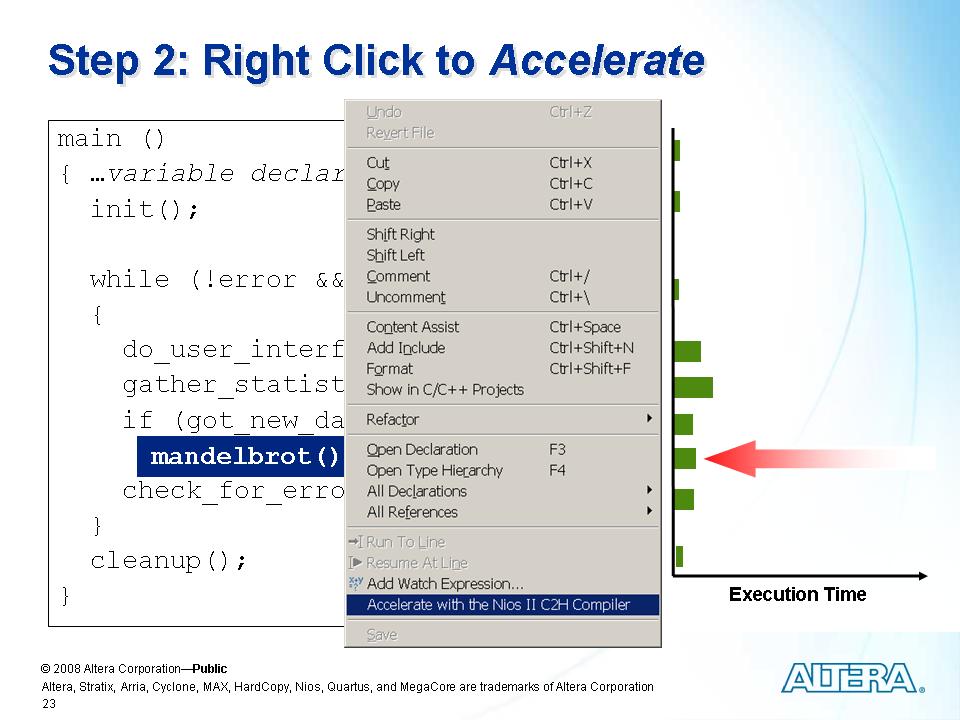 Step 2: Right Click to Accelerate
main ()
{ …variable declar
init();
while (!error &&
{
do_user_interf
gather_statist
if (got_new_da
mandelbrot()
check_for_erro
}
cleanup();
}
Undo Ctrl+Z
Revert File
Cut Ctrl+X
Copy Ctrl+C
Paste Ctrl+V
Shift Right
Shift Left
Comment Ctrl+/
Uncomment Ctrl+\
Content Assist Ctrl+Space
Add Include Ctrl+Shift+N
Format Ctrl+Shift+F
Show in C/C++ Projects
Refactor
Open Declaration F3
Open Type Hierarchy F4
All Declarations
All References
Run To Line
Resume At Line
Add Watch Expression...
Accelerate with the Nios II C2H Compiler
Save
Execution Time
© 2008 Altera Corporation—Public
Altera, Stratix, Arria, Cyclone, MAX, HardCopy, Nios, Quartus, and MegaCore are trademarks of Altera Corporation
23
ALTERA®